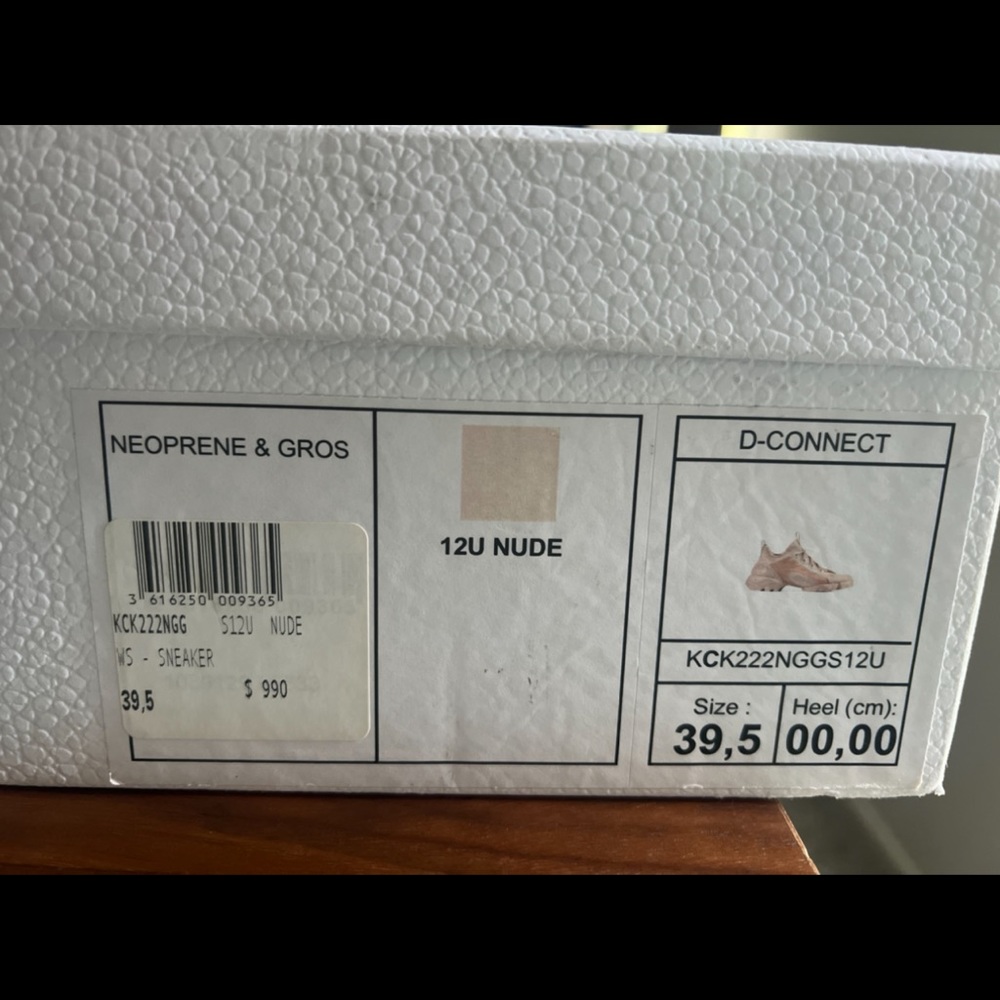 NEOPRENE & GROS
3 616250 009365
KCK222NGG S12U NUDE
WS - SNEAKER
39,5 $ 990
12U NUDE
D-CONNECT
KCK222NGGS12U
Size :
39,5
Heel (cm):
00,00